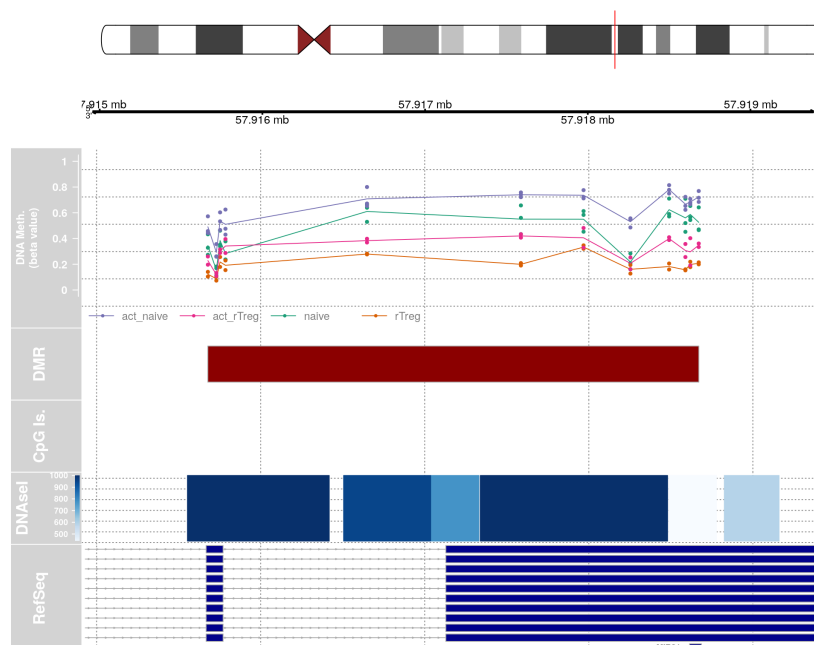 57.915 mb
57.917 mb
57.919 mb
5'
3'
57.916 mb
57.918 mb
DNA Meth.
(beta value)
1
0.8
0.6
0.4
0.2
0
act_naive
act_rTreg
naive
rTreg
DMR
CpG Is.
DNAseI
1000
900
800
700
600
500
RefSeq